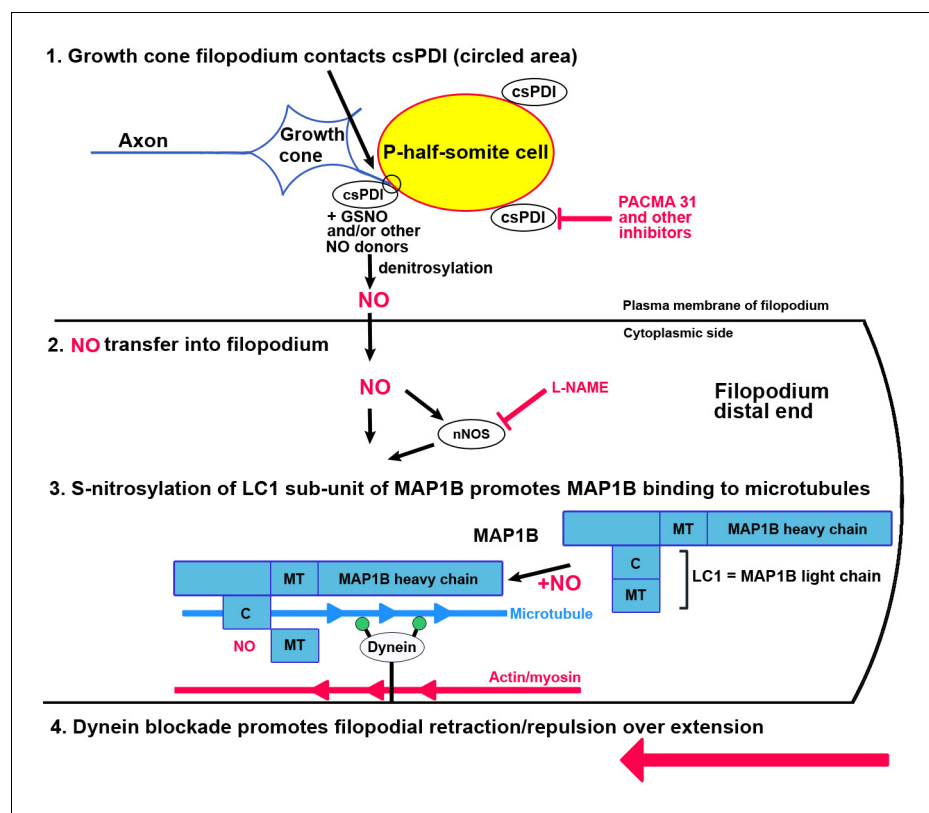 1. Growth cone filopodium contacts csPDI (circled area)
csPDI
Axon
Growth
cone
P-half-somite cell
csPDI
+ GSNO
and/or other
NO donors
csPDI
PACMA 31
and other
inhibitors
denitrosylation
NO
Plasma membrane of filopodium
Cytoplasmic side
2. NO transfer into filopodium
NO
L-NAME
Filopodium
distal end
nNOS
3. S-nitrosylation of LC1 sub-unit of MAP1B promotes MAP1B binding to microtubules
MAP1B
MT
MAP1B heavy chain
C
MT
LC1 = MAP1B light chain
+NO
MT
MAP1B heavy chain
C
Microtubule
NO
MT
Dynein
Actin/myosin
4. Dynein blockade promotes filopodial retraction/repulsion over extension